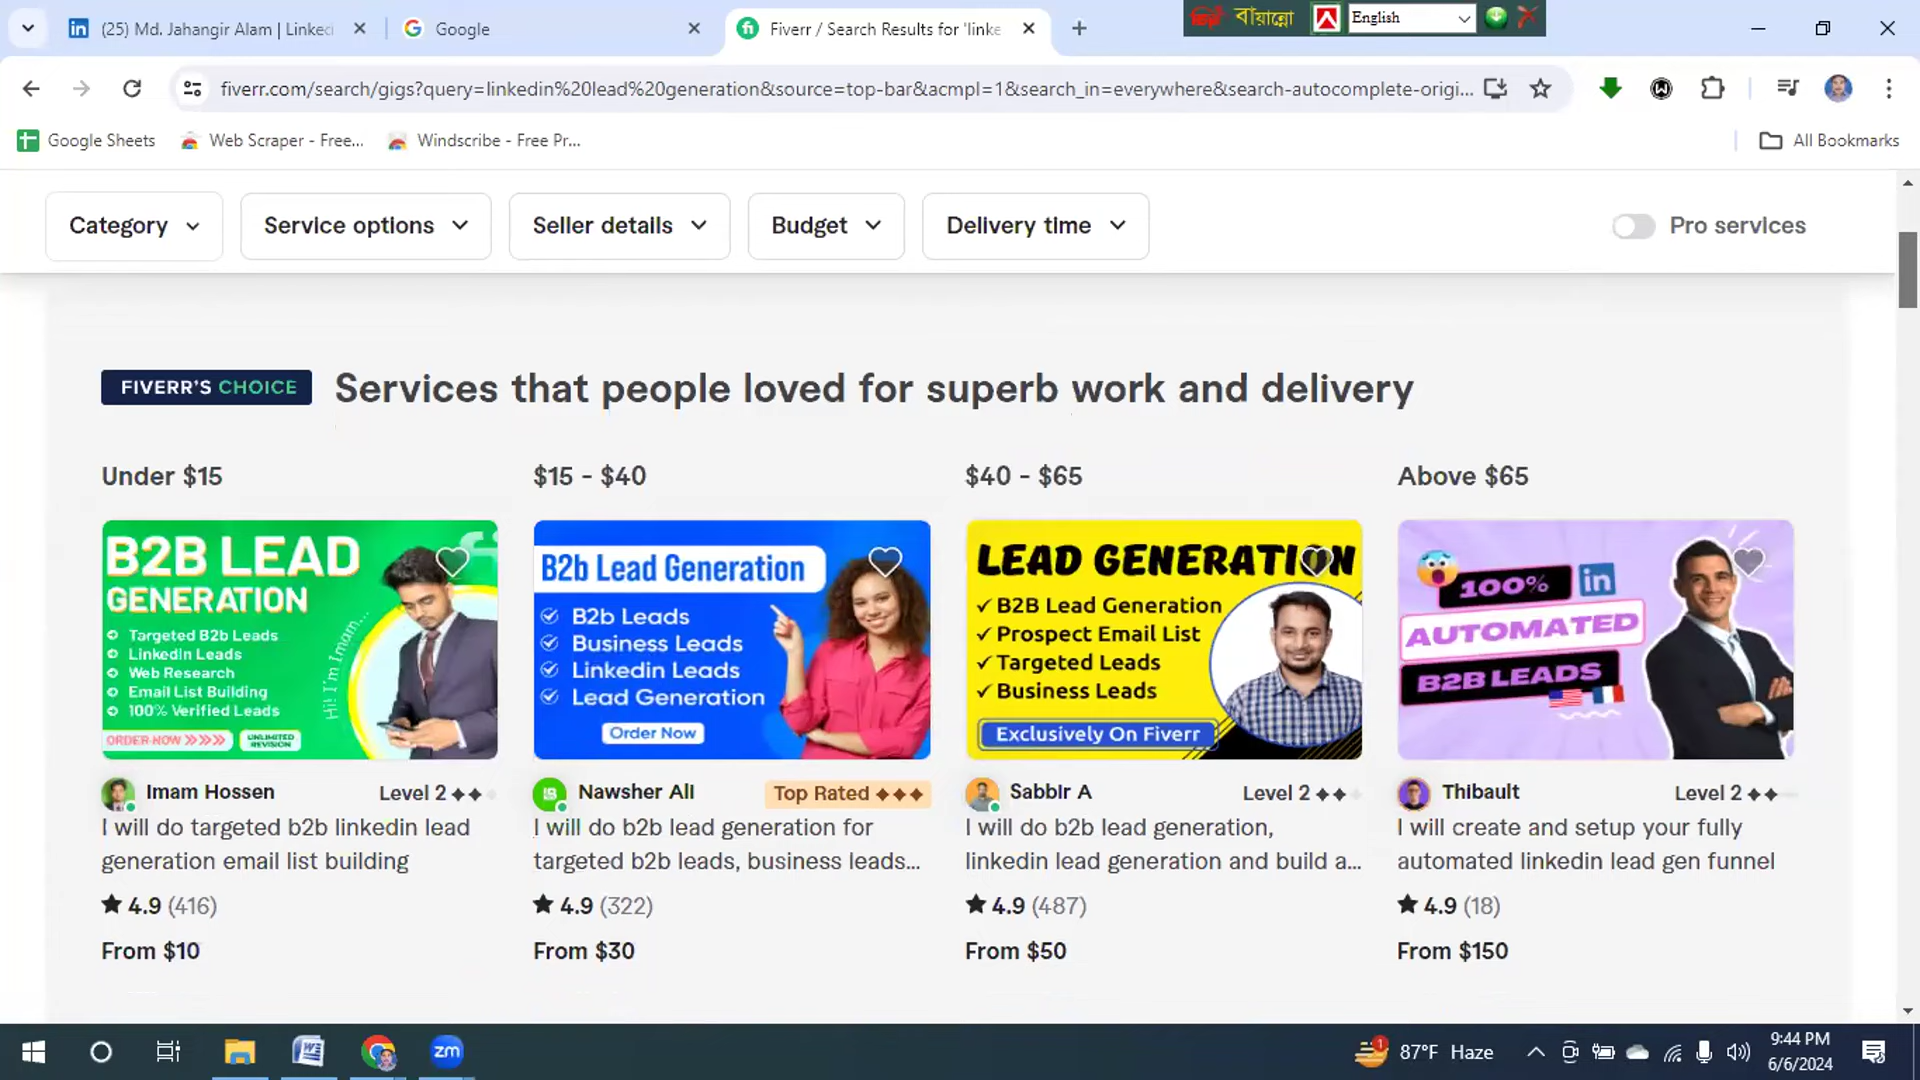 (25) Md. Jahangir Alam | Linked
Google
Fiverr / Search Results for 'linke
বায়ান্নো
English
fiverr.com/search/gigs?query=linkedin%20lead%20generation&source=top-bar&acmpl=1&search_in=everywhere&search-autocomplete-origi...
Google Sheets
Web Scraper - Free...
Windscribe - Free Pr...
All Bookmarks
Category
Service options
Seller details
Budget
Delivery time
Pro services
FIVERR'S CHOICE
Services that people loved for superb work and delivery
Under $15
$15 - $40
$40 - $65
Above $65
B2B LEAD
GENERATION
Targeted B2b Leads
LinkedIn Leads
Web Research
Email List Building
100% Verified Leads
ORDER NOW
UNLIMITED
REVISION
Hi! I'm Imam...
B2b Lead Generation
B2b Leads
Business Leads
Linkedin Leads
Lead Generation
Order Now
LEAD GENERATION
B2B Lead Generation
Prospect Email List
Targeted Leads
Business Leads
Exclusively On Fiverr
100% in
AUTOMATED
B2B LEADS
Imam Hossen
Level 2
I will do targeted b2b linkedin lead
generation email list building
4.9 (416)
From $10
Nawsher Ali
Top Rated
I will do b2b lead generation for
targeted b2b leads, business leads...
4.9 (322)
From $30
Sabbir A
Level 2
I will do b2b lead generation,
linkedin lead generation and build a...
4.9 (487)
From $50
Thibault
Level 2
I will create and setup your fully
automated linkedin lead gen funnel
4.9 (18)
From $150
zm
1
87°F Haze
9:44 PM
6/6/2024